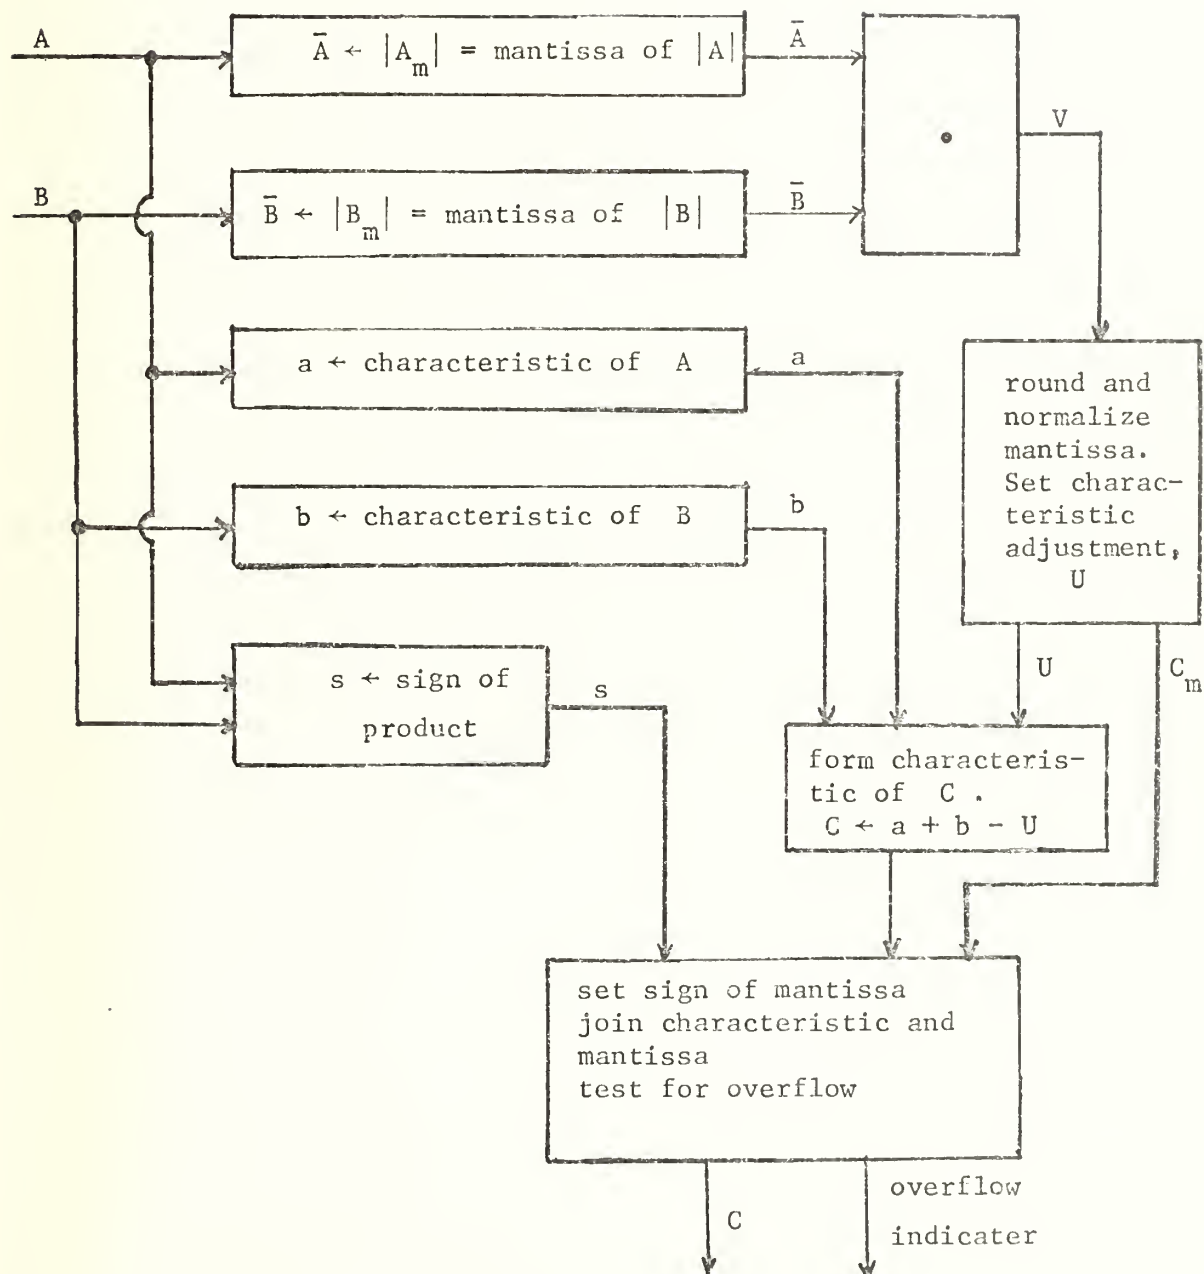 A
Ā ← |A_m| = mantissa of |A|
Ā
V
B
B̄ ← |B_m| = mantissa of |B|
B̄
a ← characteristic of A
a
round and
normalize
mantissa.
Set charac-
teristic
adjustment,
U
b ← characteristic of B
b
U
C_m
s ← sign of
product
s
form characteris-
tic of C .
C ← a + b - U
set sign of mantissa
join characteristic and
mantissa
test for overflow
C
overflow
indicater